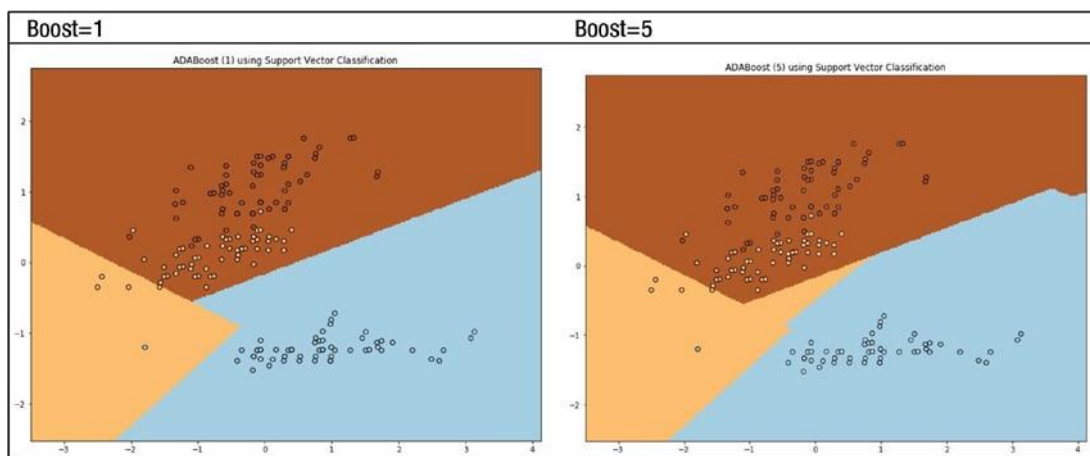 Boost=1 Boost=5
ADABoost (1) using Support Vector Classification
2
1
0
−1
−2
−3 −2 −1 0 1 2 3 4
ADABoost (5) using Support Vector Classification
2
1
0
−1
−2
−3 −2 −1 0 1 2 3 4